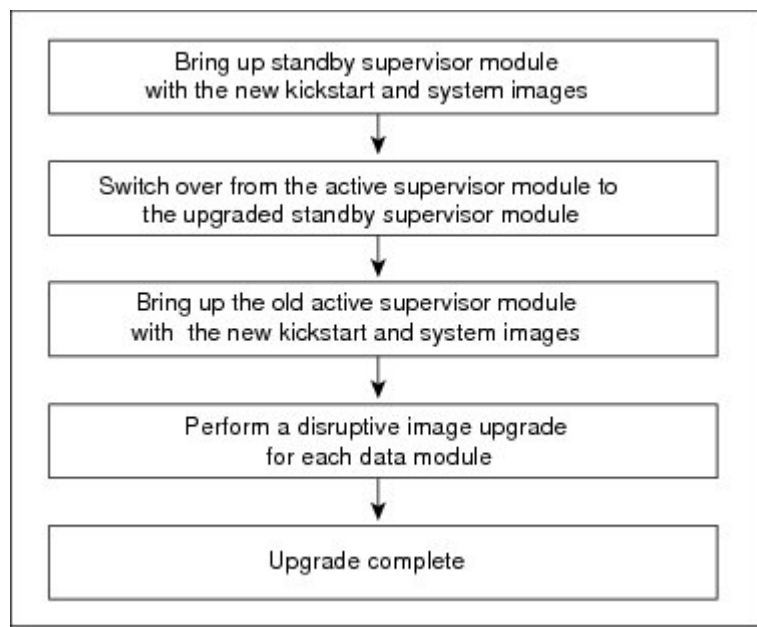 Bring up standby supervisor module
with the new kickstart and system images
Switch over from the active supervisor module to
the upgraded standby supervisor module
Bring up the old active supervisor module
with the new kickstart and system images
Perform a disruptive image upgrade
for each data module
Upgrade complete